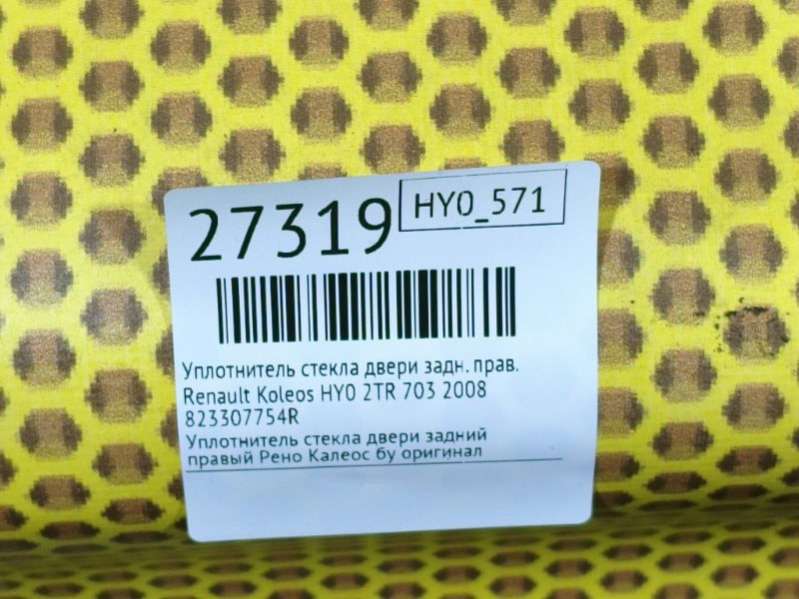 27319
HY0_571
Уплотнитель стекла двери задн. прав.
Renault Koleos HY0 2TR 703 2008
823307754R
Уплотнитель стекла двери задний
правый Рено Калеос бу оригинал